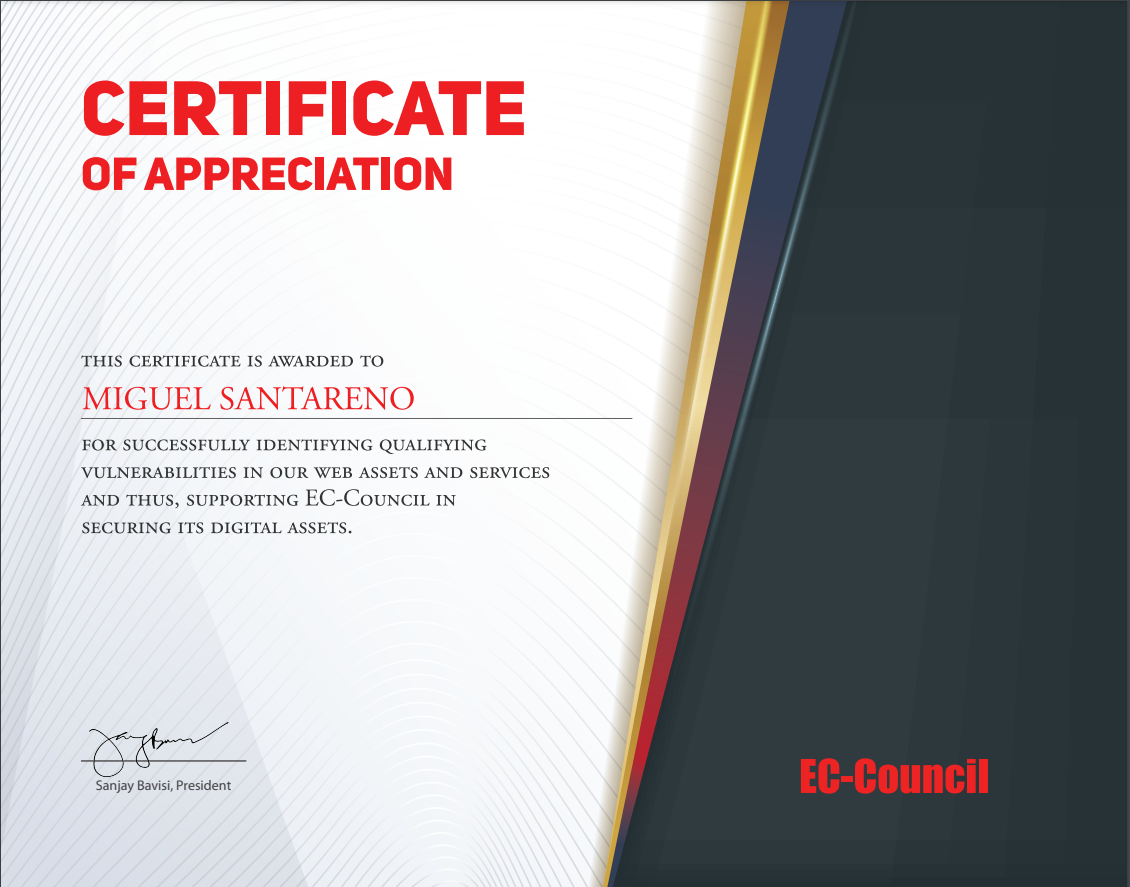 CERTIFICATE
OF APPRECIATION
THIS CERTIFICATE IS AWARDED TO
MIGUEL SANTARENO
FOR SUCCESSFULLY IDENTIFYING QUALIFYING
VULNERABILITIES IN OUR WEB ASSETS AND SERVICES
AND THUS, SUPPORTING EC-COUNCIL IN
SECURING ITS DIGITAL ASSETS.
Sanjay Bavisi, President
EC-Council